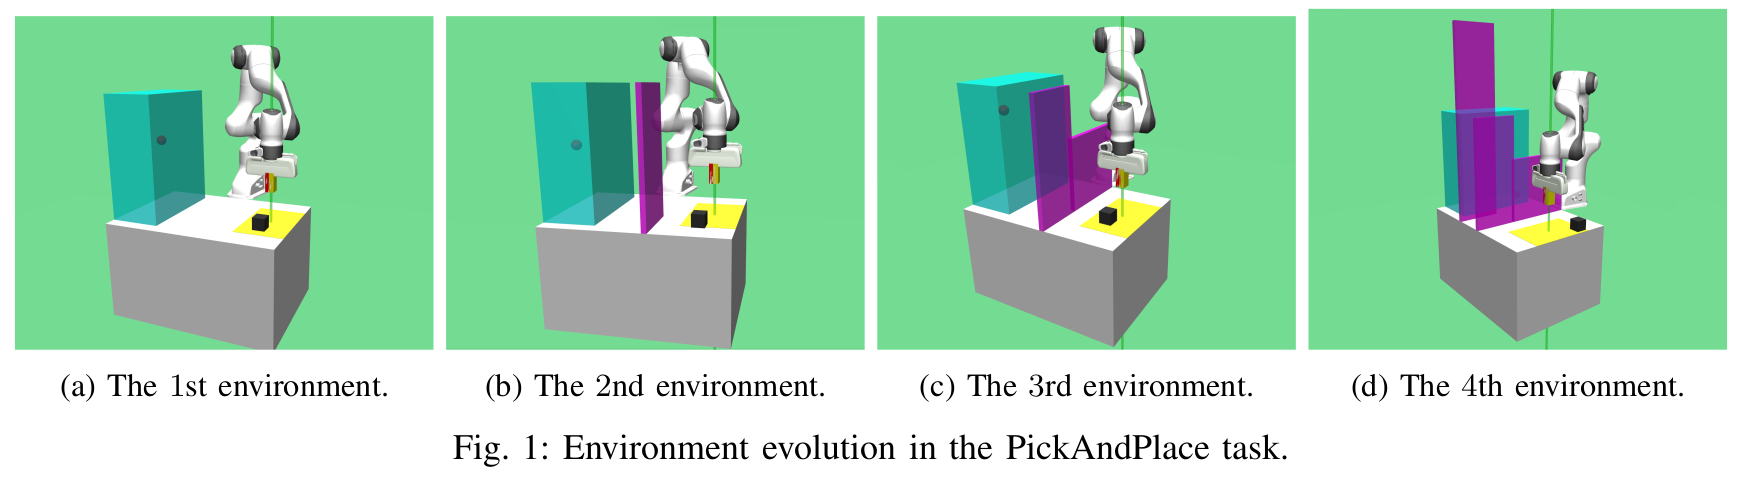 (a) The 1st environment.
(b) The 2nd environment.
(c) The 3rd environment.
(d) The 4th environment.
Fig. 1: Environment evolution in the PickAndPlace task.